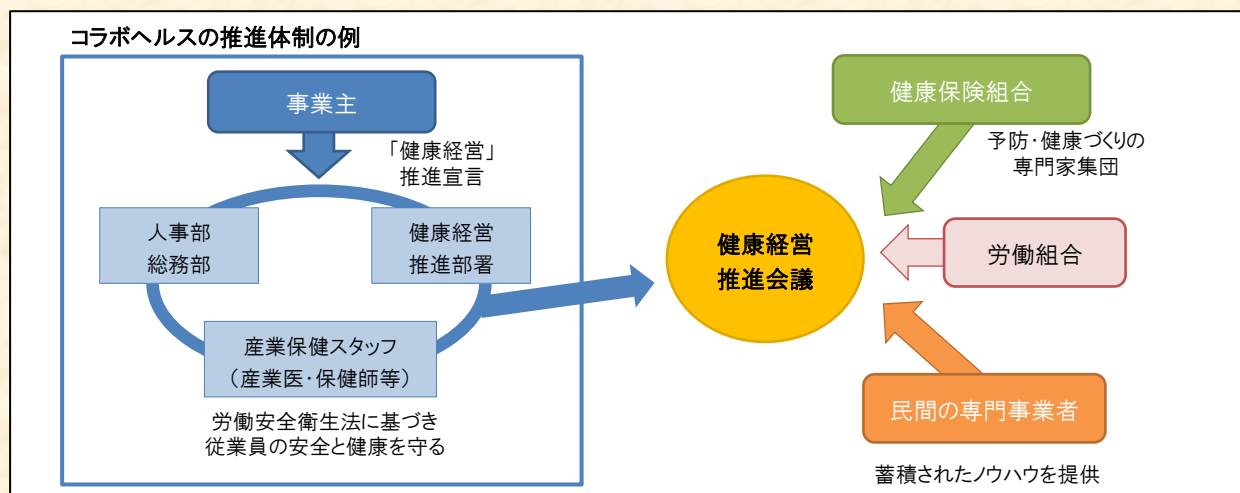 コラボヘルスの推進体制の例
事業主
「健康経営」
推進宣言
人事部
総務部
健康経営
推進部署
産業保健スタッフ
（産業医・保健師等）
労働安全衛生法に基づき
従業員の安全と健康を守る
健康経営
推進会議
健康保険組合
予防・健康づくりの
専門家集団
労働組合
民間の専門事業者
蓄積されたノウハウを提供